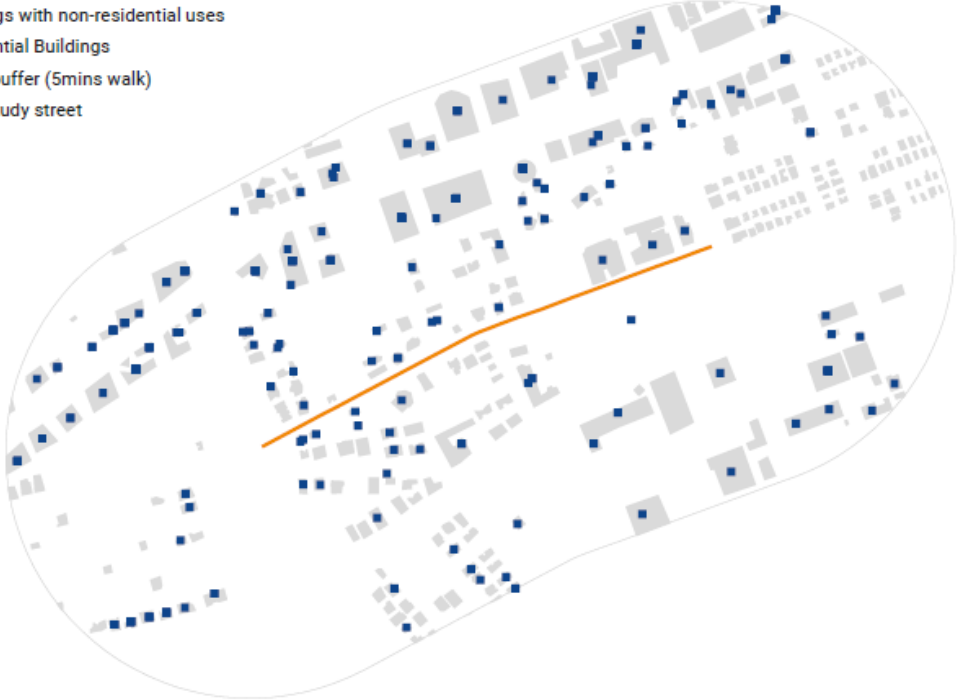 gs with non-residential uses
ntial Buildings
uffer (5mins walk)
udy street